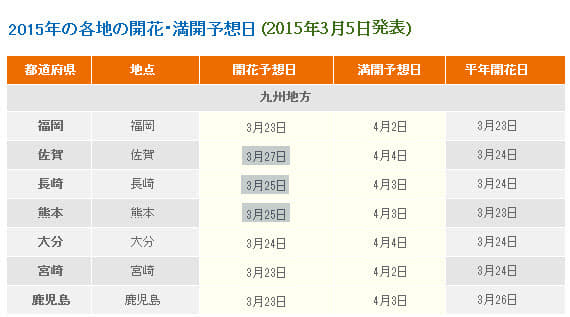 2015年の各地の開花・満開予想日 (2015年3月5日発表)
都道府県 地点 開花予想日 満開予想日 平年開花日
九州地方
福岡 福岡 3月23日 4月2日 3月23日
佐賀 佐賀 3月27日 4月4日 3月24日
長崎 長崎 3月25日 4月3日 3月24日
熊本 熊本 3月25日 4月3日 3月23日
大分 大分 3月24日 4月4日 3月24日
宮崎 宮崎 3月23日 4月2日 3月24日
鹿児島 鹿児島 3月23日 4月3日 3月26日